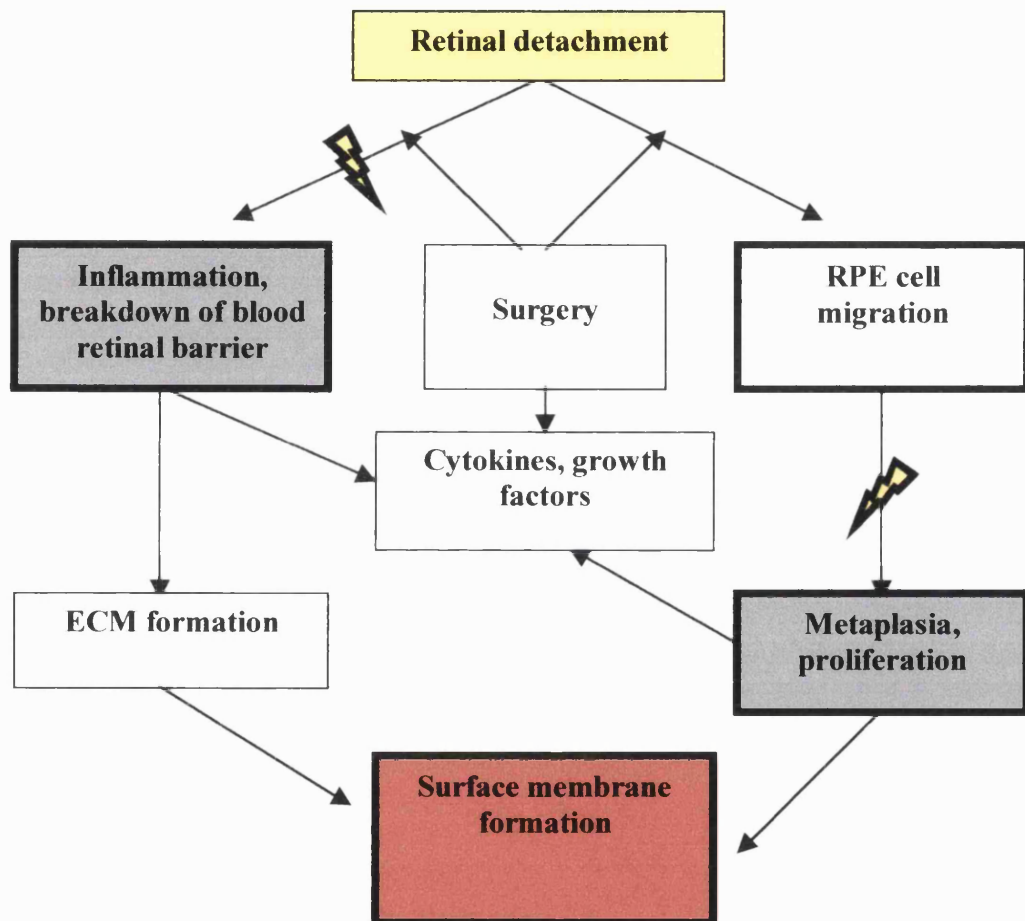 Retinal detachment
Inflammation,
breakdown of blood
retinal barrier
Surgery
RPE cell
migration
Cytokines, growth
factors
ECM formation
Metaplasia,
proliferation
Surface membrane
formation